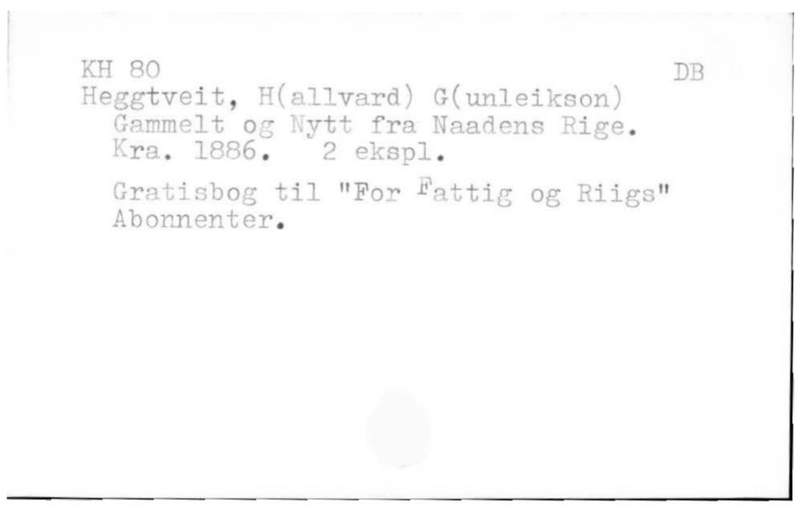 KH 80 DB
Heggtveit, H(allvard) G(unleikson)
Gammelt og Nytt fra Naadens Rige.
Kra. 1886. 2 ekspl.
Gratisbog til "For Fattig og Riigs"
Abonnenter.